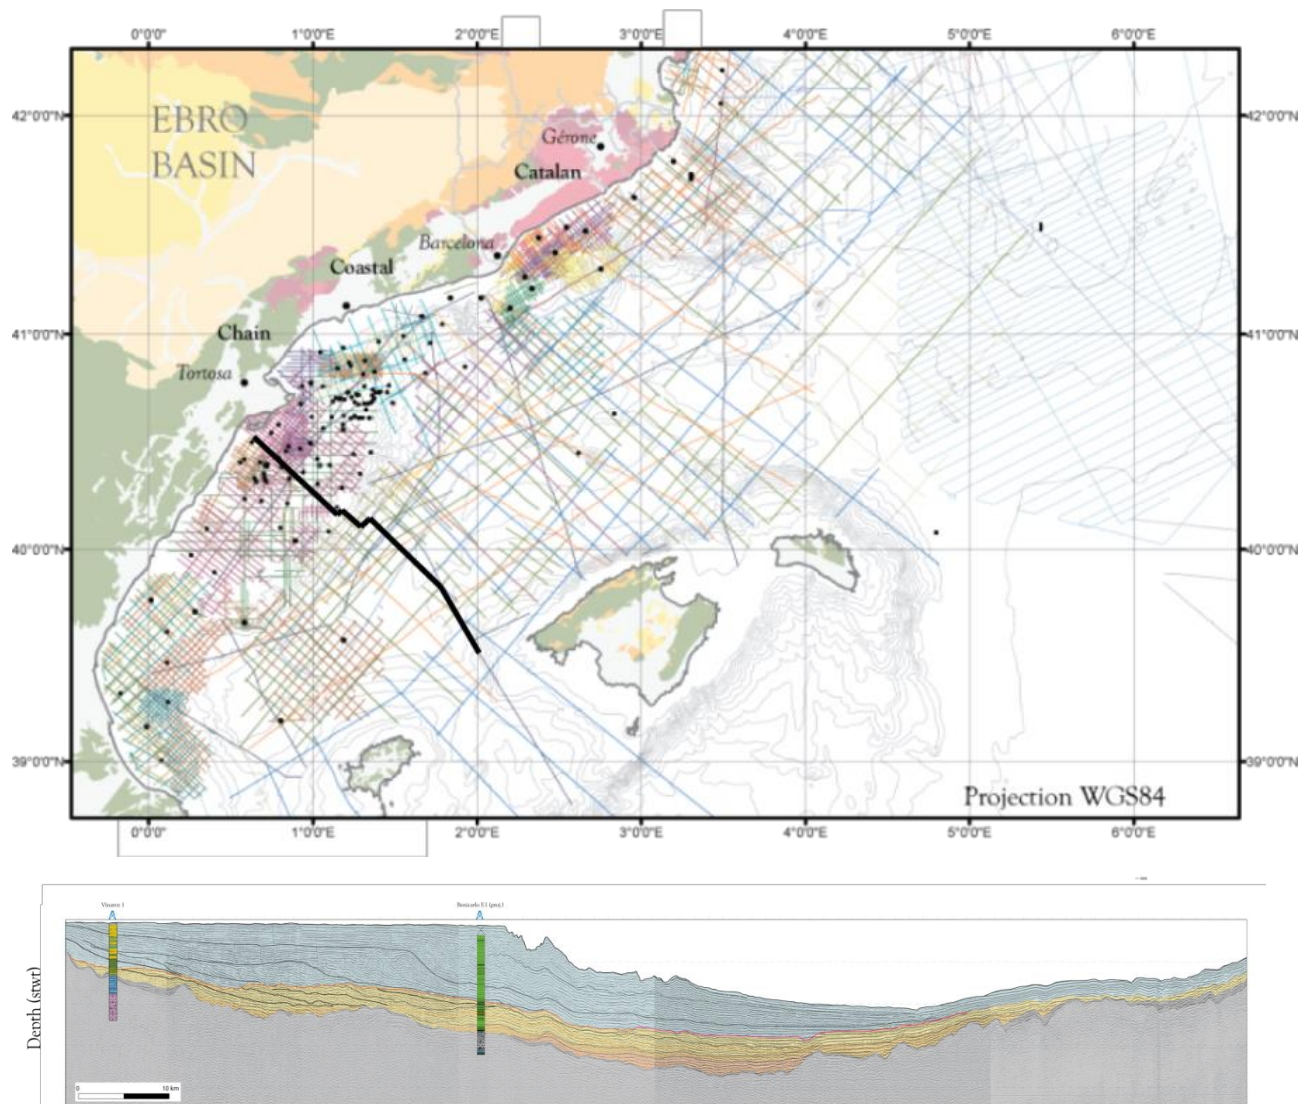 0°0'0" 1°0'0"E 2°0'0"E 3°0'0"E 4°0'0"E 5°0'0"E 6°0'0"E
42°0'0"N 42°0'0"N
EBRO
BASIN
Gérone
Catalan
Barcelona
Coastal
41°0'0"N 41°0'0"N
Chain
Tortosa
40°0'0"N 40°0'0"N
39°0'0"N 39°0'0"N
Projection WGS84
0°0'0" 1°0'0"E 2°0'0"E 3°0'0"E 4°0'0"E 5°0'0"E 6°0'0"E
Depth (stwt)
0 10 km